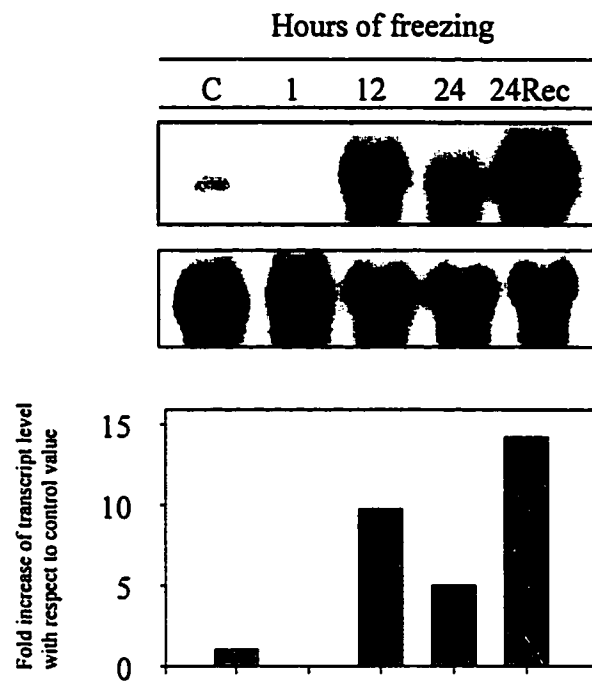 Hours of freezing
C 1 12 24 24Rec
Fold increase of transcript level
with respect to control value
15
10
5
0